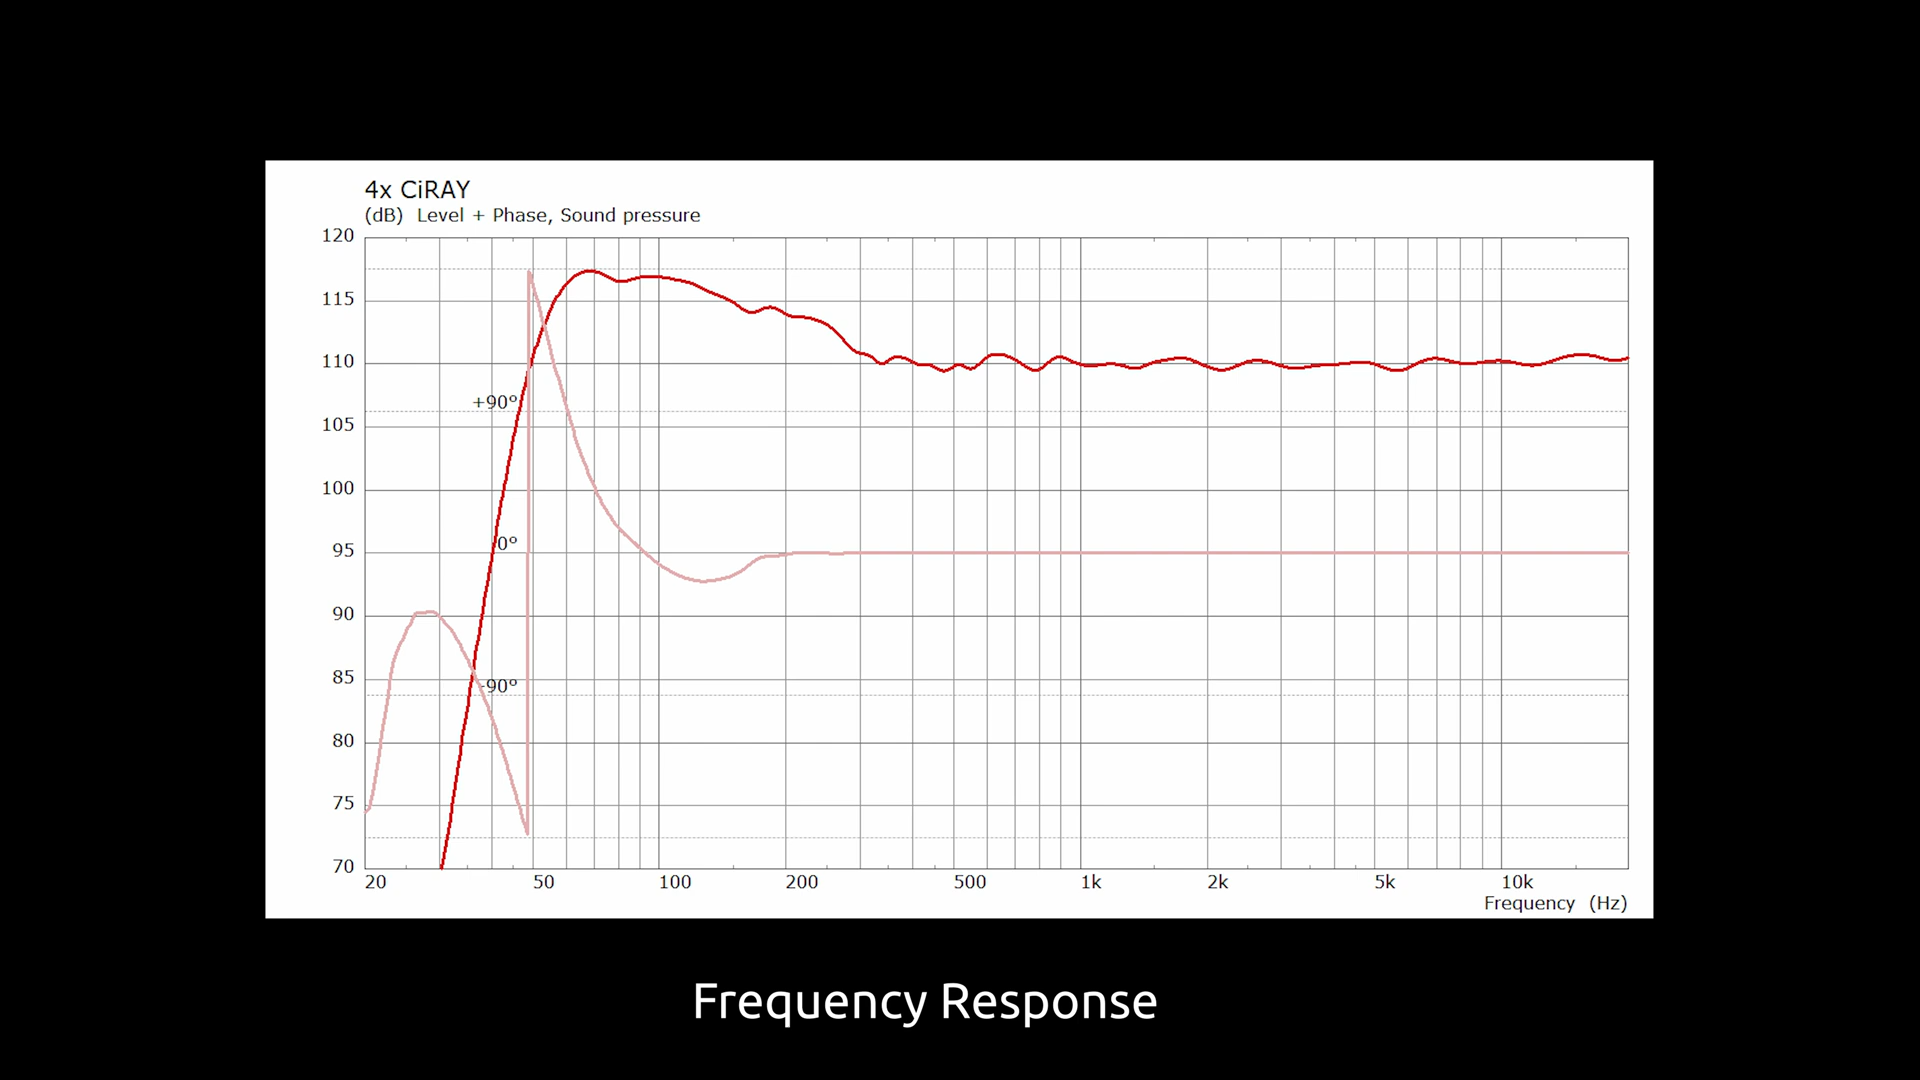 4x CiRAY
(dB) Level + Phase, Sound pressure
120
115
110
+90°
105
100
0°
95
90
85
-90°
80
75
70
20 50 100 200 500 1k 2k 5k 10k
Frequency (Hz)
Frequency Response